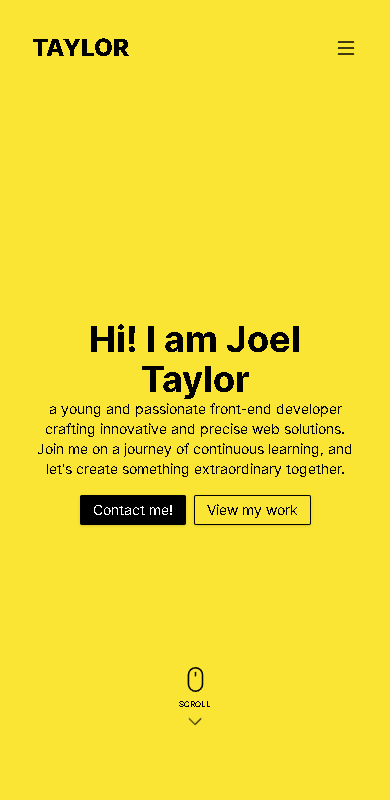 TAYLOR
Hi! I am Joel
Taylor
a young and passionate front-end developer
crafting innovative and precise web solutions.
Join me on a journey of continuous learning, and
let's create something extraordinary together.
Contact me! View my work
SCROLL